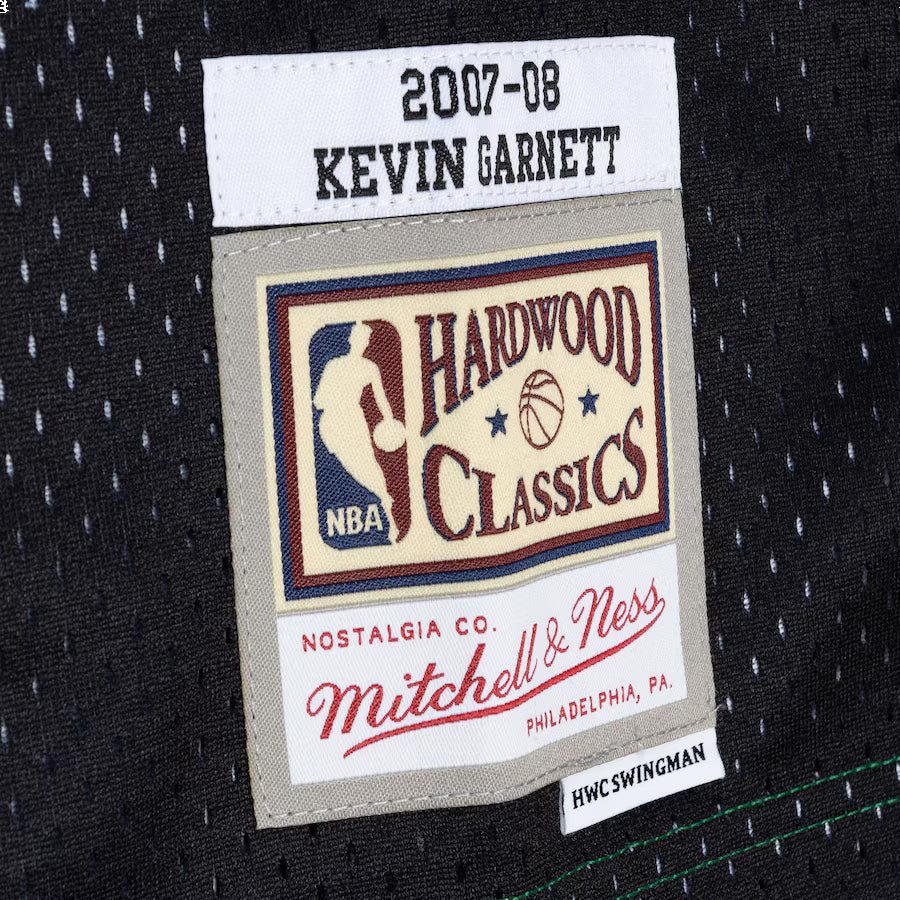 2007-08
KEVIN GARNETT
HARDWOOD
CLASSICS
NBA
NOSTALGIA CO.
Mitchell & Ness
PHILADELPHIA, PA.
HWC SWINGMAN